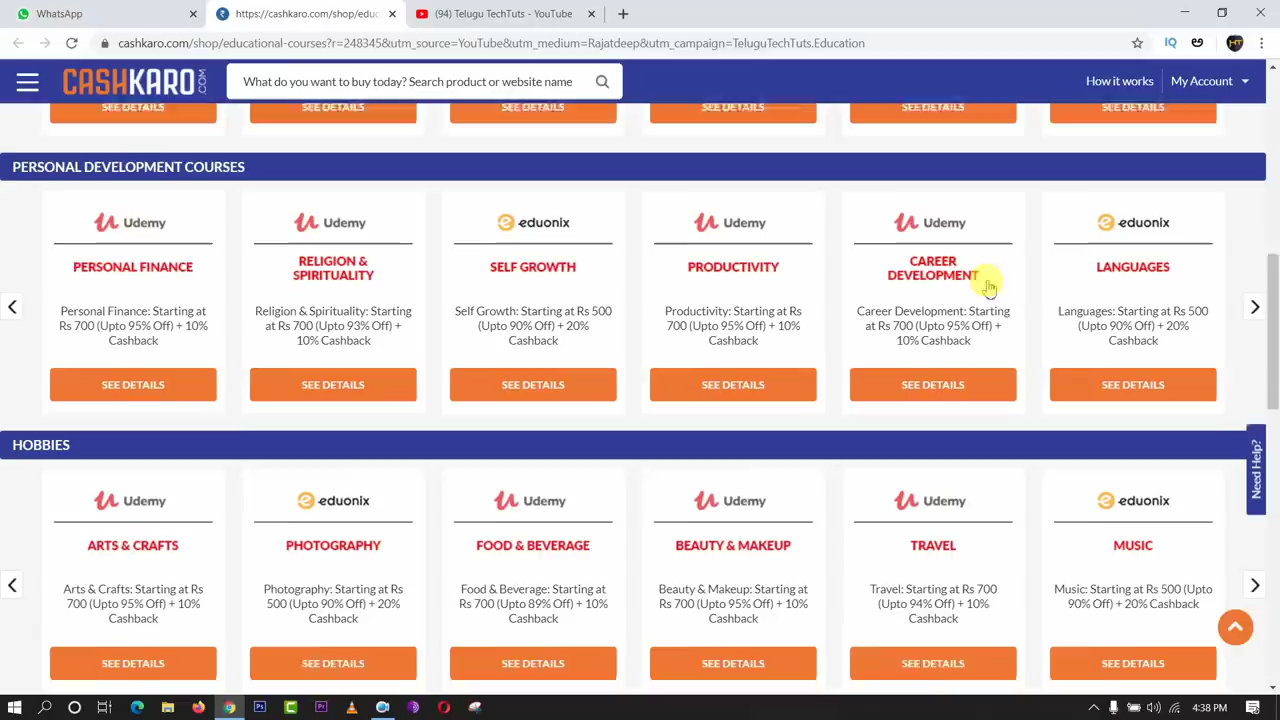 WhatsApp
https://cashkaro.com/shop/educ
(94) Telugu TechTuts - YouTube
cashkaro.com/shop/educational-courses?r=248345&utm_source=YouTube&utm_medium=Rajatdeep&utm_campaign=TeluguTechTuts.Education
CASHKARO.COM
What do you want to buy today? Search product or website name
How it works
My Account
SEE DETAILS SEE DETAILS SEE DETAILS SEE DETAILS SEE DETAILS SEE DETAILS
PERSONAL DEVELOPMENT COURSES
Udemy
PERSONAL FINANCE
Personal Finance: Starting at
Rs 700 (Upto 95% Off) + 10%
Cashback
SEE DETAILS
Udemy
RELIGION &
SPIRITUALITY
Religion & Spirituality: Starting
at Rs 700 (Upto 93% Off) +
10% Cashback
SEE DETAILS
eduonix
SELF GROWTH
Self Growth: Starting at Rs 500
(Upto 90% Off) + 20%
Cashback
SEE DETAILS
Udemy
PRODUCTIVITY
Productivity: Starting at Rs
700 (Upto 95% Off) + 10%
Cashback
SEE DETAILS
Udemy
CAREER
DEVELOPMENT
Career Development: Starting
at Rs 700 (Upto 95% Off) +
10% Cashback
SEE DETAILS
eduonix
LANGUAGES
Languages: Starting at Rs 500
(Upto 90% Off) + 20%
Cashback
SEE DETAILS
HOBBIES
Udemy
ARTS & CRAFTS
Arts & Crafts: Starting at Rs
700 (Upto 95% Off) + 10%
Cashback
SEE DETAILS
eduonix
PHOTOGRAPHY
Photography: Starting at Rs
500 (Upto 90% Off) + 20%
Cashback
SEE DETAILS
Udemy
FOOD & BEVERAGE
Food & Beverage: Starting at
Rs 700 (Upto 89% Off) + 10%
Cashback
SEE DETAILS
Udemy
BEAUTY & MAKEUP
Beauty & Makeup: Starting at
Rs 700 (Upto 95% Off) + 10%
Cashback
SEE DETAILS
Udemy
TRAVEL
Travel: Starting at Rs 700
(Upto 94% Off) + 10%
Cashback
SEE DETAILS
eduonix
MUSIC
Music: Starting at Rs 500 (Upto
90% Off) + 20% Cashback
SEE DETAILS
Need Help?
4:38 PM